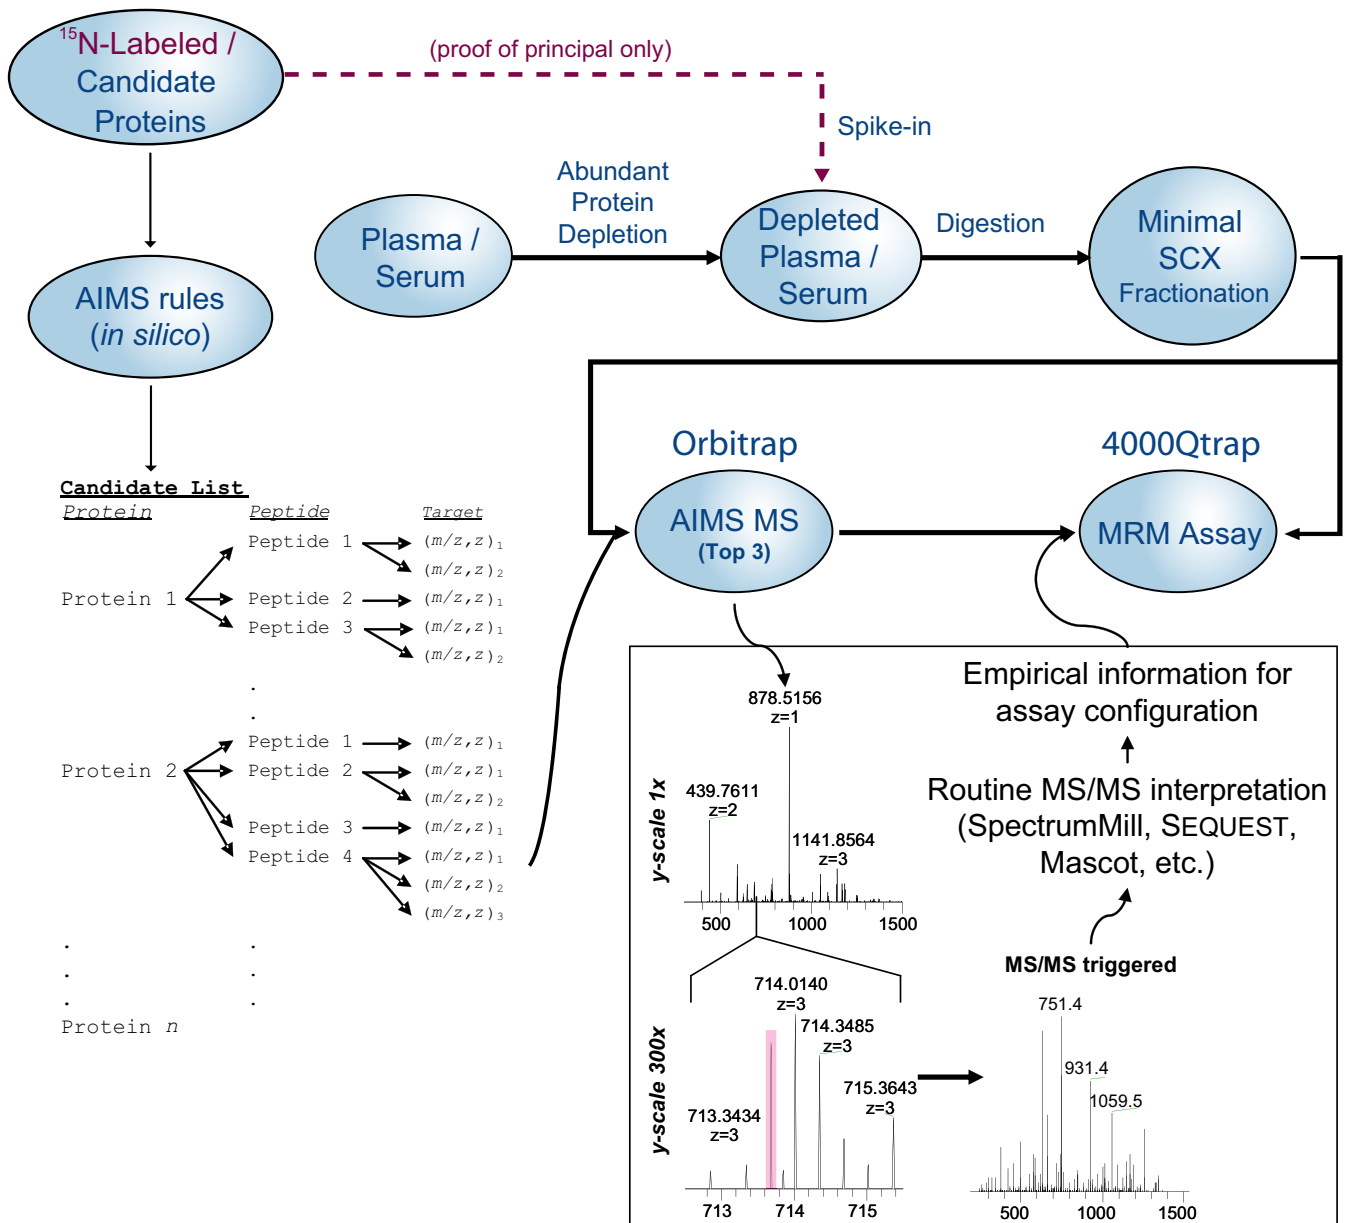 ¹⁵N-Labeled /
Candidate
Proteins
(proof of principal only)
Spike-in
Plasma /
Serum
Abundant
Protein
Depletion
Depleted
Plasma /
Serum
Digestion
Minimal
SCX
Fractionation
AIMS rules
(in silico)
Candidate List
Protein Peptide Target
Peptide 1 (m/z,z)₁
(m/z,z)₂
Protein 1 Peptide 2 (m/z,z)₁
Peptide 3 (m/z,z)₁
(m/z,z)₂
.
.
Peptide 1 (m/z,z)₁
Protein 2 Peptide 2 (m/z,z)₁
(m/z,z)₂
Peptide 3 (m/z,z)₁
Peptide 4 (m/z,z)₁
(m/z,z)₂
(m/z,z)₃
. .
. .
. .
Protein n
Orbitrap
AIMS MS
(Top 3)
4000Qtrap
MRM Assay
878.5156
z=1
439.7611
z=2
1141.8564
z=3
y-scale 1x
500 1000 1500
714.0140
z=3
714.3485
z=3
715.3643
z=3
713.3434
z=3
y-scale 300x
713 714 715
Empirical information for
assay configuration
Routine MS/MS interpretation
(SpectrumMill, SEQUEST,
Mascot, etc.)
MS/MS triggered
751.4
931.4
1059.5
500 1000 1500